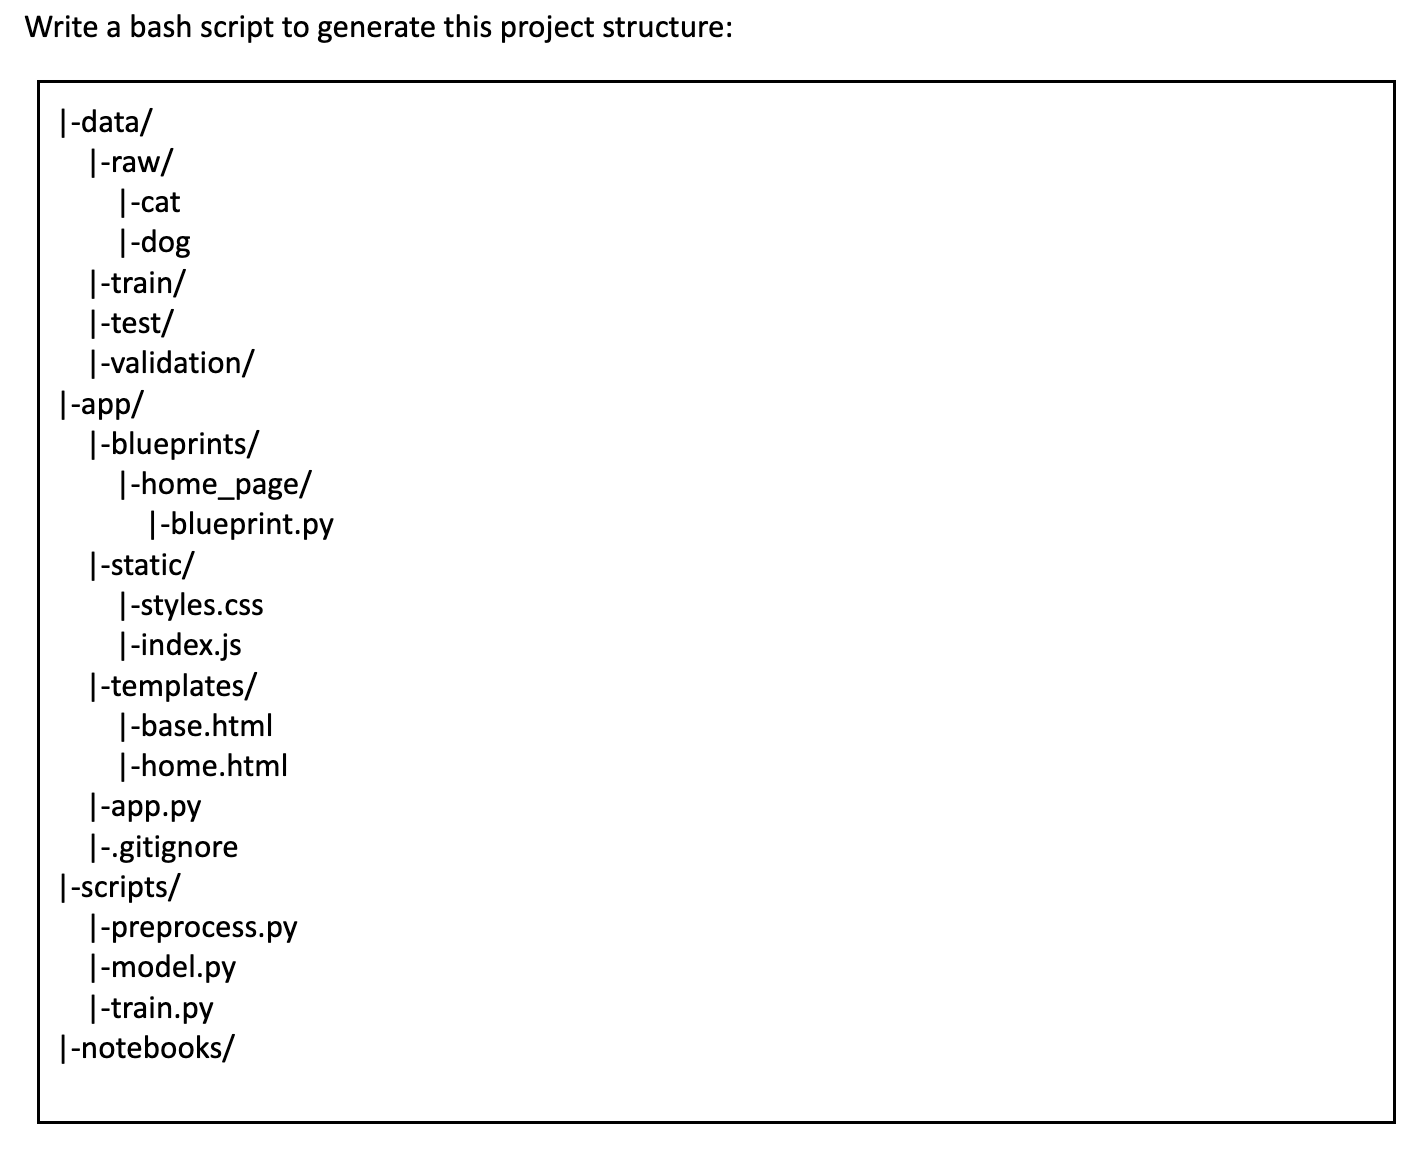 Write a bash script to generate this project structure:
|-data/
|-raw/
|-cat
|-dog
|-train/
|-test/
|-validation/
|-app/
|-blueprints/
|-home_page/
|-blueprint.py
|-static/
|-styles.css
|-index.js
|-templates/
|-base.html
|-home.html
|-app.py
|-.gitignore
|-scripts/
|-preprocess.py
|-model.py
|-train.py
|-notebooks/